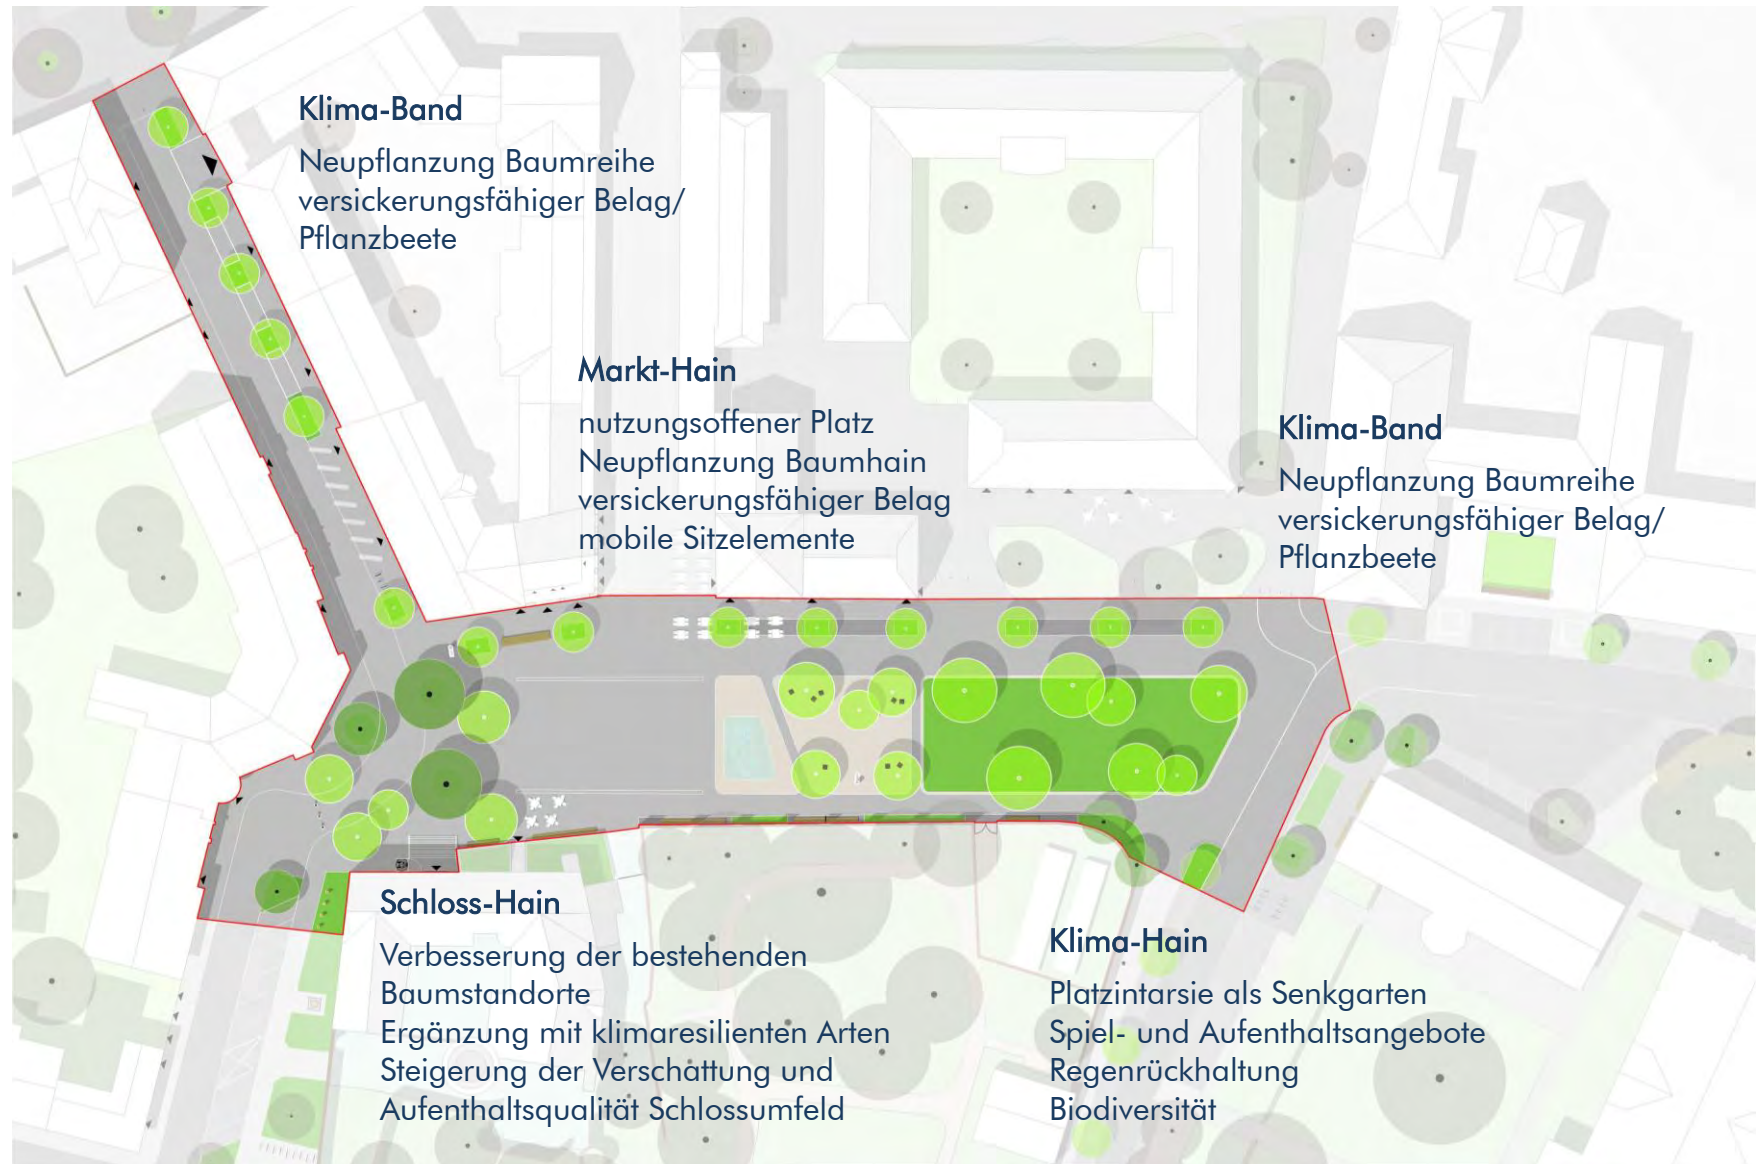 Klima-Band
Neupflanzung Baumreihe
versickerungsfähiger Belag/
Pflanzbeete
Markt-Hain
nutzungsoffener Platz
Neupflanzung Baumhain
versickerungsfähiger Belag
mobile Sitzelemente
Klima-Band
Neupflanzung Baumreihe
versickerungsfähiger Belag/
Pflanzbeete
Schloss-Hain
Verbesserung der bestehenden
Baumstandorte
Ergänzung mit klimaresilienten Arten
Steigerung der Verschattung und
Aufenthaltsqualität Schlossumfeld
Klima-Hain
Platzintarsie als Senkgarten
Spiel- und Aufenthaltsangebote
Regenrückhaltung
Biodiversität